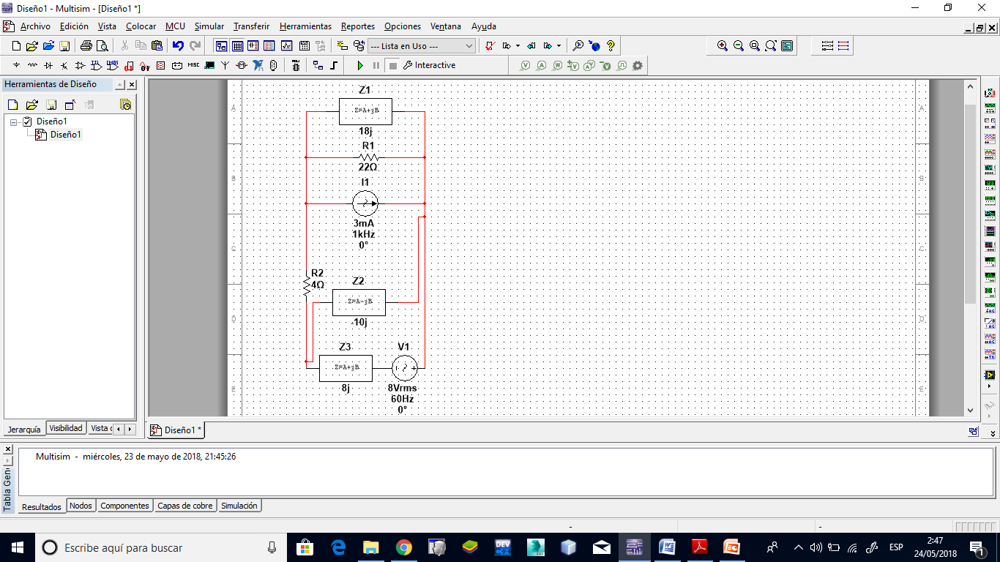 Diseño1 - Multisim - [Diseño1 *]
Archivo Edición Vista Colocar MCU Simular Transferir Herramientas Reportes Opciones Ventana Ayuda
--- Lista en Uso ---
MISC
Interactive
Herramientas de Diseño
Diseño1
Diseño1
A
B
C
D
E
A
B
C
D
E
Z1
Z=A+jB
18j
R1
22Ω
I1
3mA
1kHz
0°
R2
4Ω
Z2
Z=A-jB
-10j
Z3
Z=A+jB
8j
V1
8Vrms
60Hz
0°
Jerarquía Visibilidad Vista
Diseño1 *
Multisim - miércoles, 23 de mayo de 2018, 21:45:26
Tabla Gen
Resultados Nodos Componentes Capas de cobre Simulación
- -
Escribe aquí para buscar
DEV
ESP
2:47
24/05/2018
1